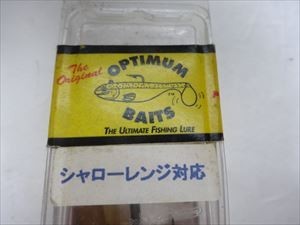 The Original
OPTIMUM
BAITS
THE ULTIMATE FISHING LURE
シャローレンジ対応